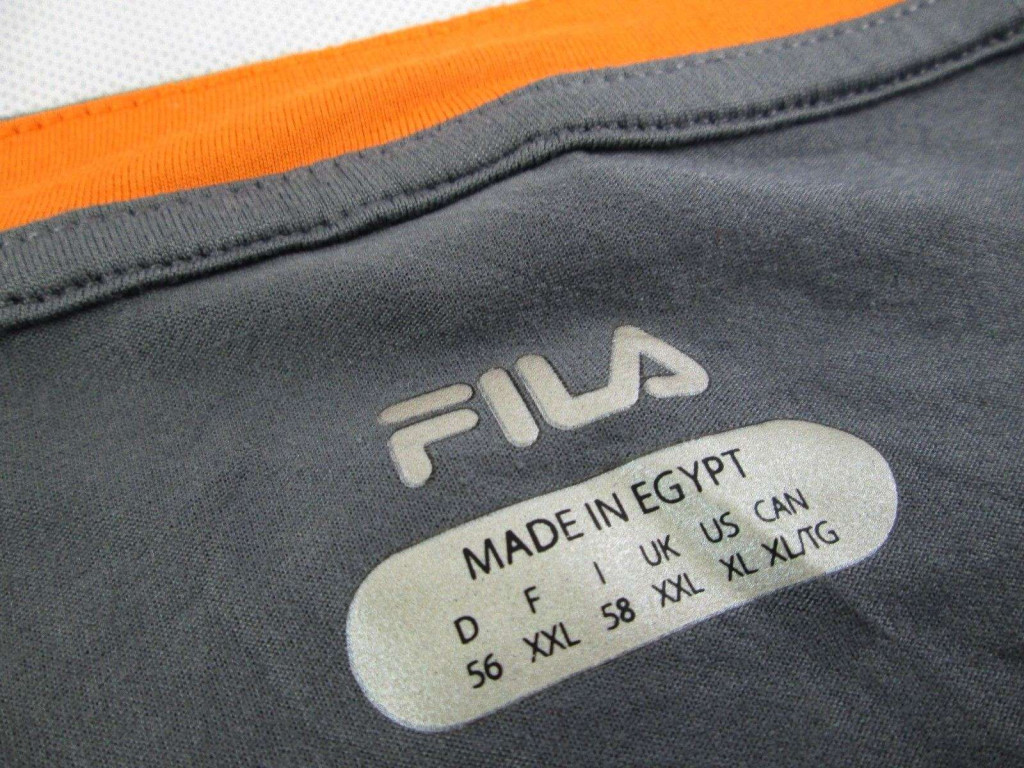 FILA
MADE IN EGYPT
D F I UK US CAN
56 XXL 58 XXL XL XL/TG